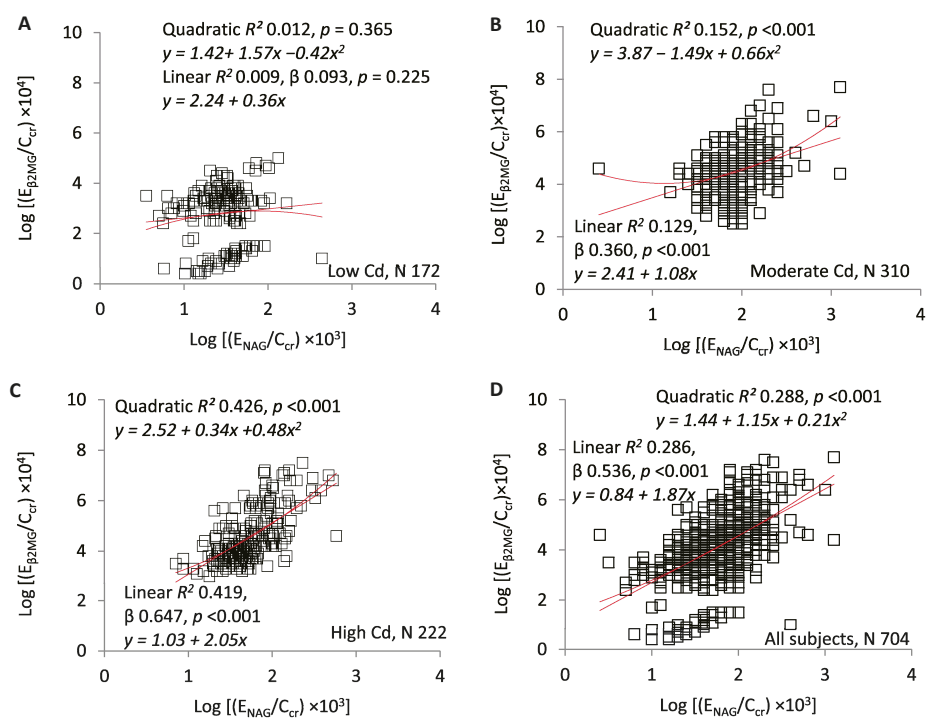 A
Quadratic R² 0.012, p = 0.365
y = 1.42+ 1.57x −0.42x²
Linear R² 0.009, β 0.093, p = 0.225
y = 2.24 + 0.36x
Log [(Eβ2MG/Ccr) ×10⁴]
10
8
6
4
2
0
Low Cd, N 172
0
1
2
3
4
Log [(ENAG/Ccr) ×10³]
B
Quadratic R² 0.152, p <0.001
y = 3.87 − 1.49x + 0.66x²
Log [(Eβ2MG/Ccr)×10⁴]
10
8
6
4
2
0
Linear R² 0.129,
β 0.360, p <0.001
y = 2.41 + 1.08x
Moderate Cd, N 310
0
1
2
3
4
Log [(ENAG/Ccr) ×10³]
C
Quadratic R² 0.426, p <0.001
y = 2.52 + 0.34x +0.48x²
Log [(Eβ2MG/Ccr) ×10⁴]
10
8
6
4
2
0
Linear R² 0.419,
β 0.647, p <0.001
y = 1.03 + 2.05x
High Cd, N 222
0
1
2
3
4
Log [(ENAG/Ccr) ×10³]
D
Quadratic R² 0.288, p <0.001
y = 1.44 + 1.15x + 0.21x²
Linear R² 0.286,
β 0.536, p <0.001
y = 0.84 + 1.87x
Log [(Eβ2MG/Ccr)×10⁴]
10
8
6
4
2
0
All subjects, N 704
0
1
2
3
4
Log [(ENAG/Ccr) ×10³]